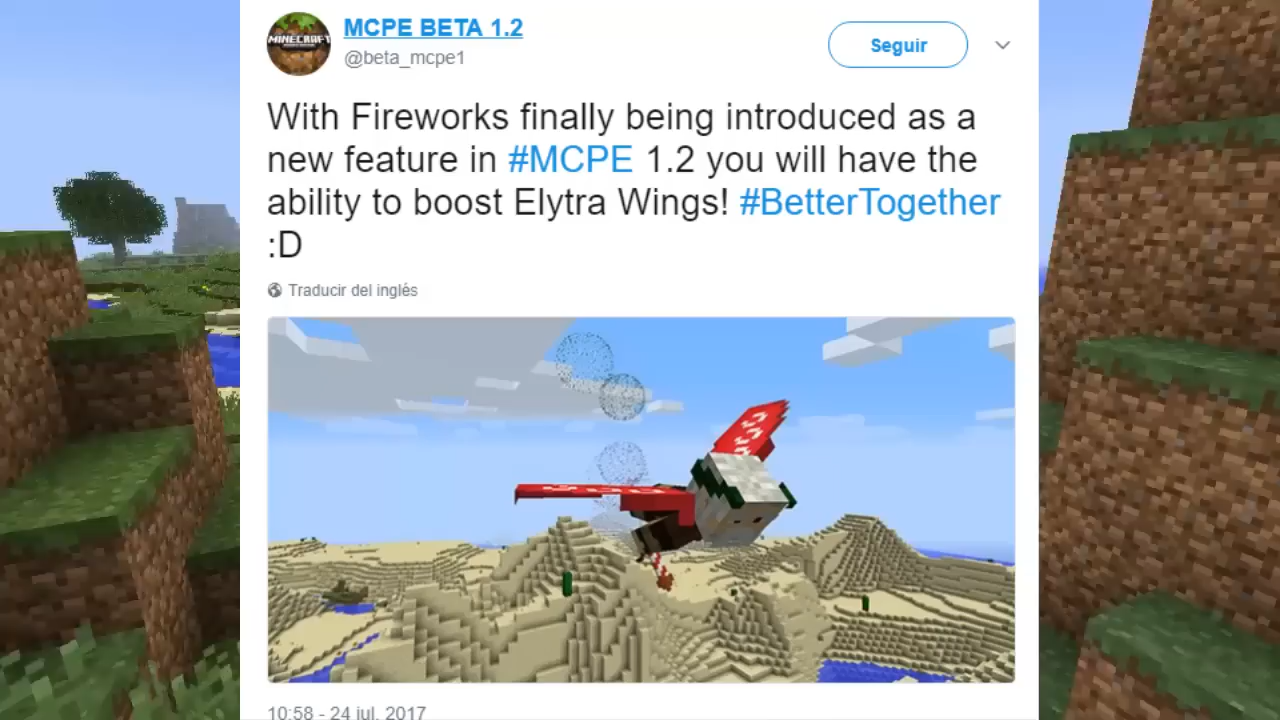 MCPE BETA 1.2
@beta_mcpe1
Seguir
MINECRAFT
With Fireworks finally being introduced as a
new feature in #MCPE 1.2 you will have the
ability to boost Elytra Wings! #BetterTogether
:D
Traducir del inglés
10:58 - 24 jul. 2017